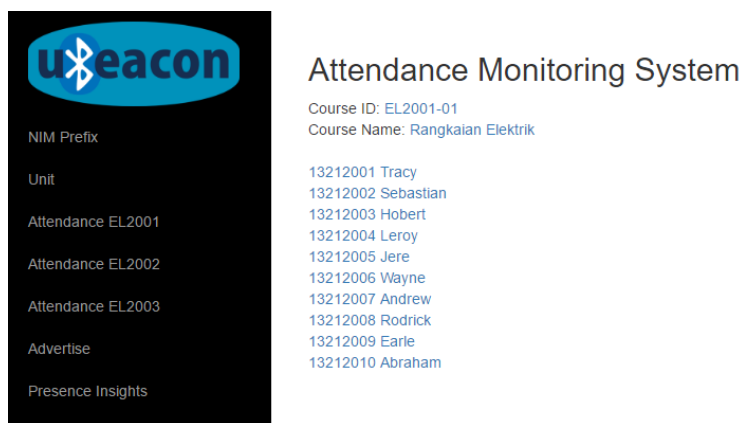 uBeacon
NIM Prefix
Unit
Attendance EL2001
Attendance EL2002
Attendance EL2003
Advertise
Presence Insights
Attendance Monitoring System
Course ID: EL2001-01
Course Name: Rangkaian Elektrik
13212001 Tracy
13212002 Sebastian
13212003 Hobert
13212004 Leroy
13212005 Jere
13212006 Wayne
13212007 Andrew
13212008 Rodrick
13212009 Earle
13212010 Abraham